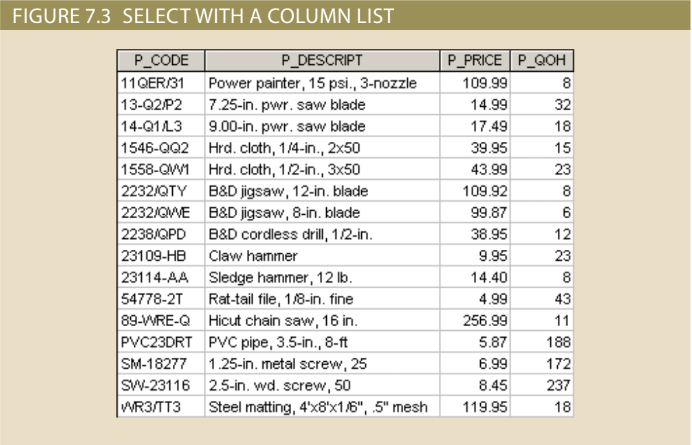 FIGURE 7.3 SELECT WITH A COLUMN LIST
P_CODE P_DESCRIPT P_PRICE P_QOH
11QER/31 Power painter, 15 psi., 3-nozzle 109.99 8
13-Q2/P2 7.25-in. pwr. saw blade 14.99 32
14-Q1/L3 9.00-in. pwr. saw blade 17.49 18
1546-QQ2 Hrd. cloth, 1/4-in., 2x50 39.95 15
1558-QW1 Hrd. cloth, 1/2-in., 3x50 43.99 23
2232/QTY B&D jigsaw, 12-in. blade 109.92 8
2232/QWE B&D jigsaw, 8-in. blade 99.87 6
2238/QPD B&D cordless drill, 1/2-in. 38.95 12
23109-HB Claw hammer 9.95 23
23114-AA Sledge hammer, 12 lb. 14.40 8
54778-2T Rat-tail file, 1/8-in. fine 4.99 43
89-WRE-Q Hicut chain saw, 16 in. 256.99 11
PVC23DRT PVC pipe, 3.5-in., 8-ft 5.87 188
SM-18277 1.25-in. metal screw, 25 6.99 172
SW-23116 2.5-in. wd. screw, 50 8.45 237
WR3/TT3 Steel matting, 4'x8'x1/6", .5" mesh 119.95 18